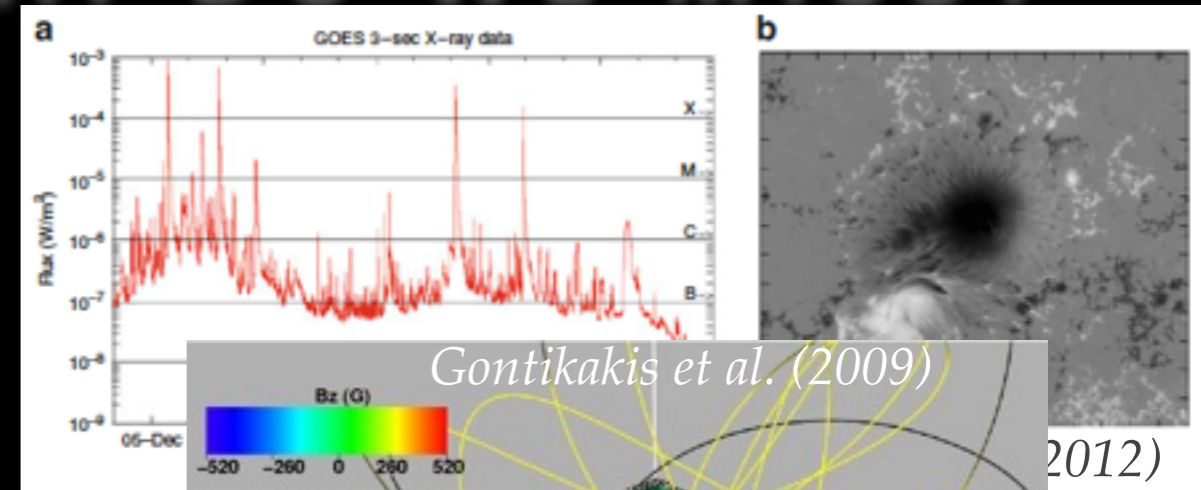 a
GOES 3-sec X-ray data
b
10-3
10-4
10-5
10-6
10-7
10-8
10-9
Flux (W/m2)
X
M
C
B
05-Dec
Gontikakis et al. (2009)
Bz (G)
-520 -260 0 260 520
2012)